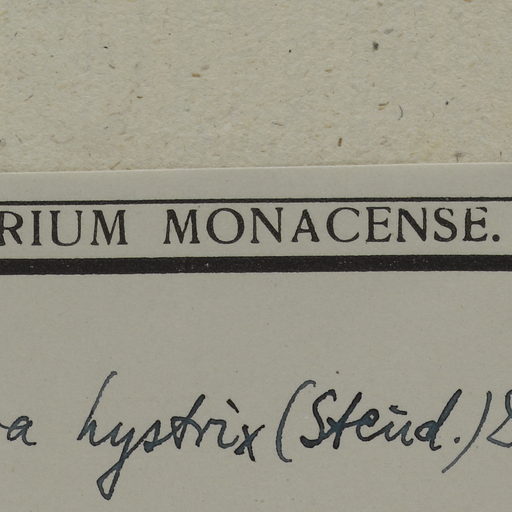 RIUM MONACENSE.
a hystrix (Steud.)